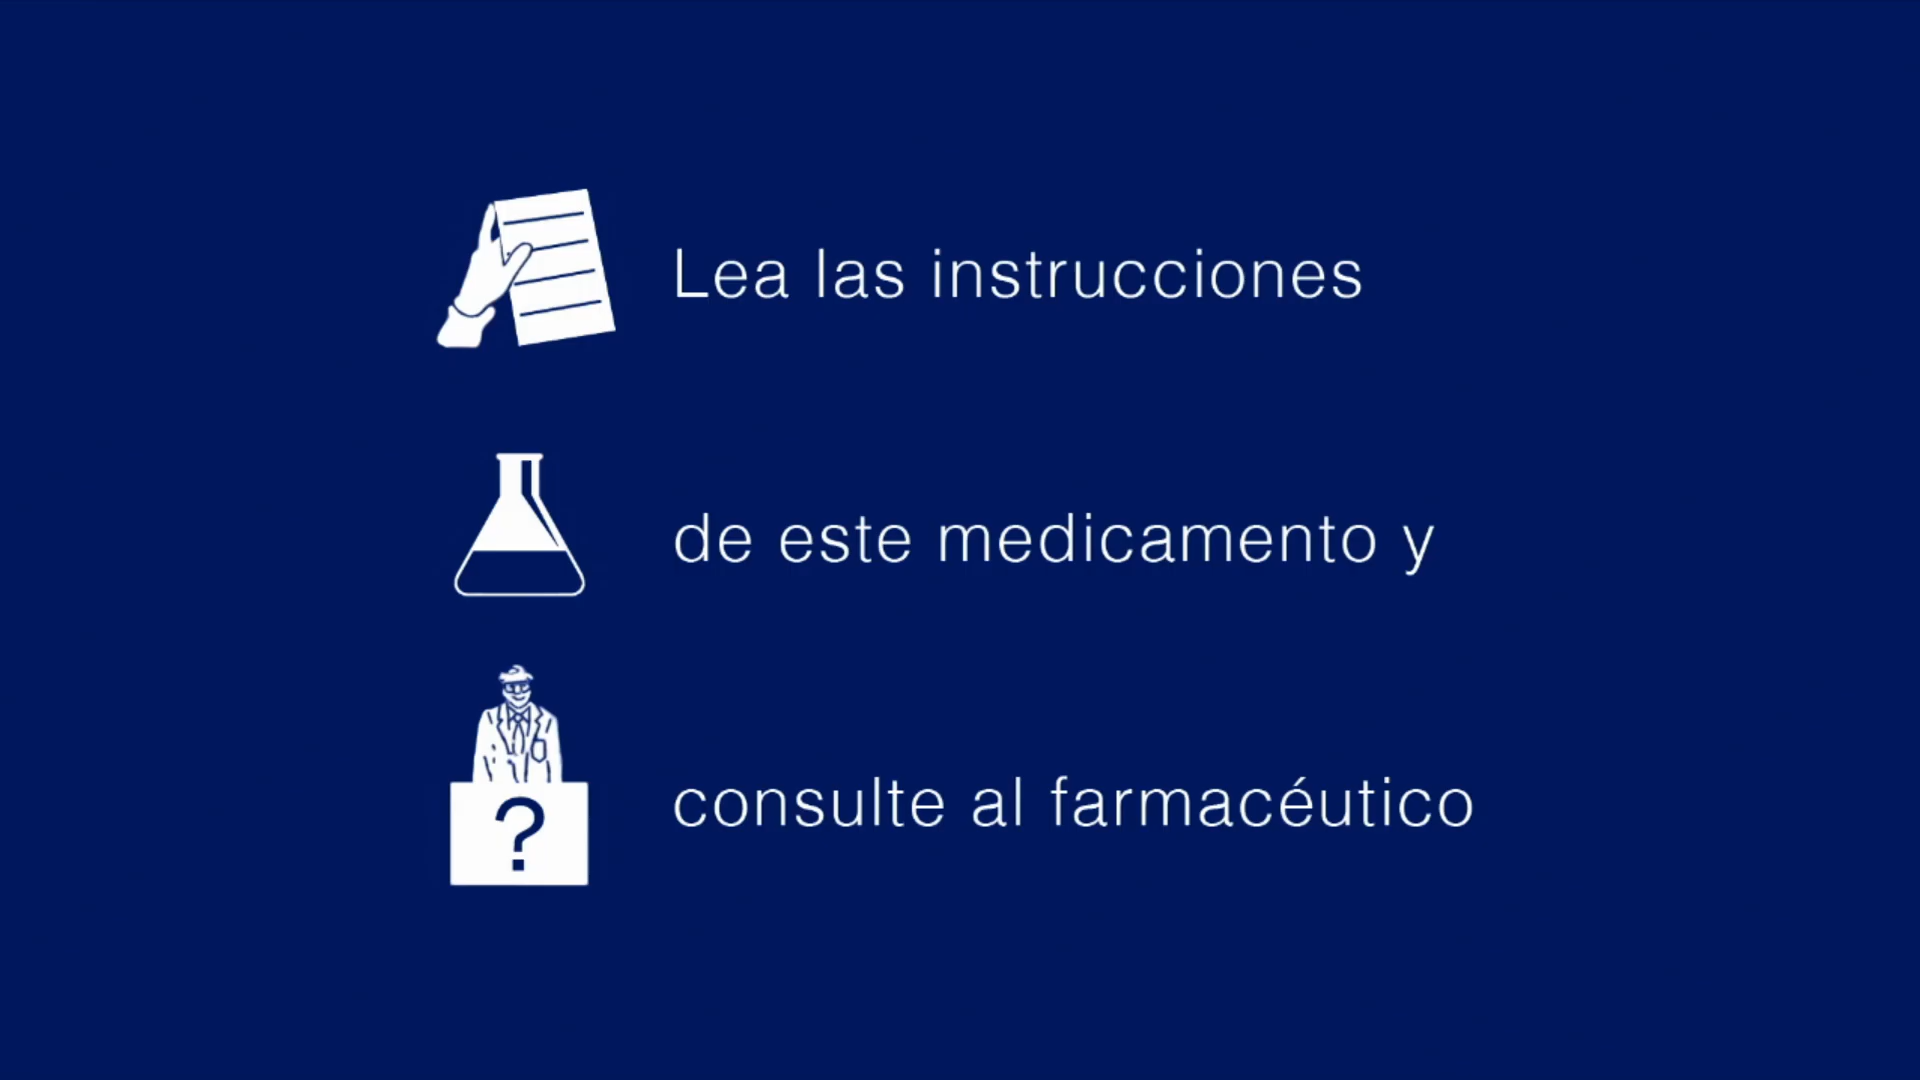 Lea las instrucciones
de este medicamento y
consulte al farmacéutico
?